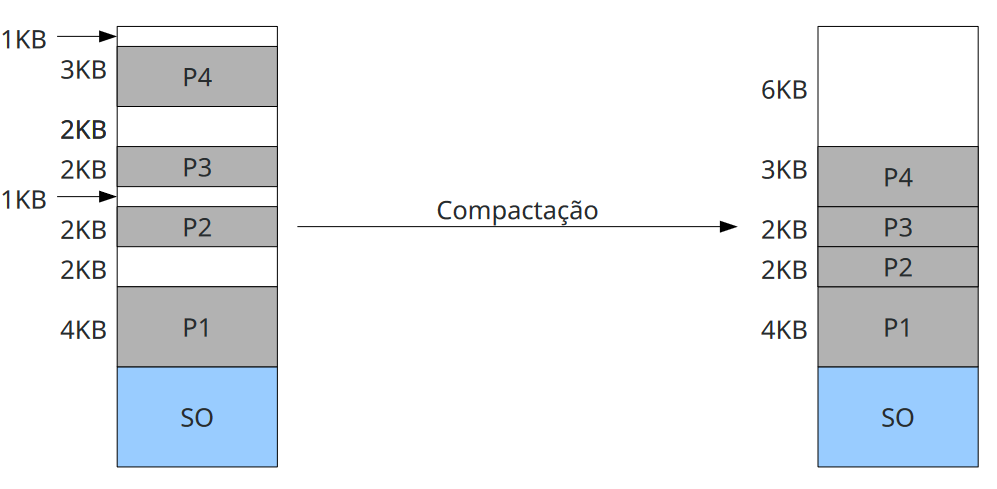 1KB
3KB
P4
2KB
2KB
P3
1KB
2KB
P2
2KB
4KB
P1
SO
Compactação
6KB
3KB
P4
2KB
P3
2KB
P2
4KB
P1
SO